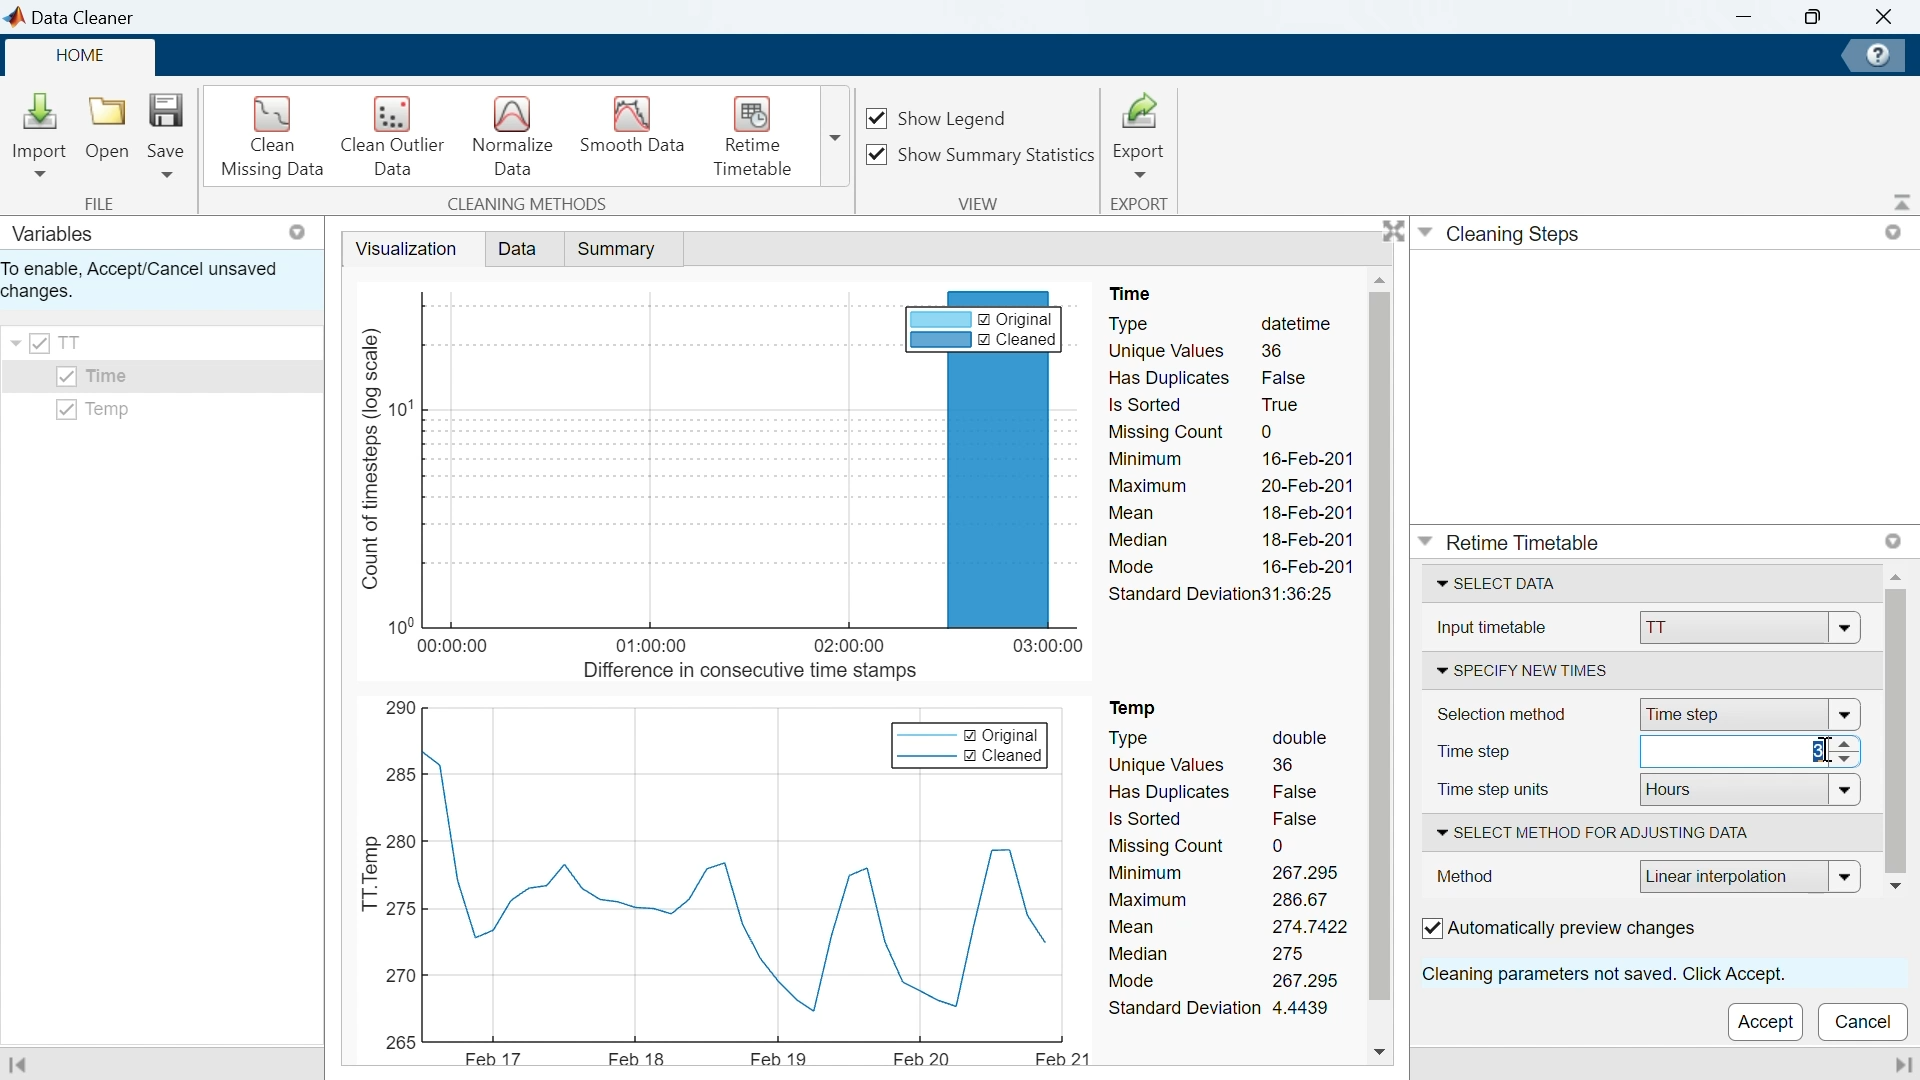 Data Cleaner
HOME
?
Import
Open
Save
FILE
Clean
Missing Data
Clean Outlier
Data
Normalize
Data
Smooth Data
Retime
Timetable
CLEANING METHODS
Show Legend
Show Summary Statistics
VIEW
Export
EXPORT
Variables
To enable, Accept/Cancel unsaved
changes.
TT
Time
Temp
Visualization
Data
Summary
Count of timesteps (log scale)
10¹
10⁰
Original
Cleaned
00:00:00
01:00:00
02:00:00
03:00:00
Difference in consecutive time stamps
Time
Type datetime
Unique Values 36
Has Duplicates False
Is Sorted True
Missing Count 0
Minimum 16-Feb-201
Maximum 20-Feb-201
Mean 18-Feb-201
Median 18-Feb-201
Mode 16-Feb-201
Standard Deviation31:36:25
TT.Temp
290
285
280
275
270
265
Original
Cleaned
Feb 17
Feb 18
Feb 19
Feb 20
Feb 21
Temp
Type double
Unique Values 36
Has Duplicates False
Is Sorted False
Missing Count 0
Minimum 267.295
Maximum 286.67
Mean 274.7422
Median 275
Mode 267.295
Standard Deviation 4.4439
Cleaning Steps
Retime Timetable
SELECT DATA
Input timetable TT
SPECIFY NEW TIMES
Selection method Time step
Time step 3
Time step units Hours
SELECT METHOD FOR ADJUSTING DATA
Method Linear interpolation
Automatically preview changes
Cleaning parameters not saved. Click Accept.
Accept
Cancel